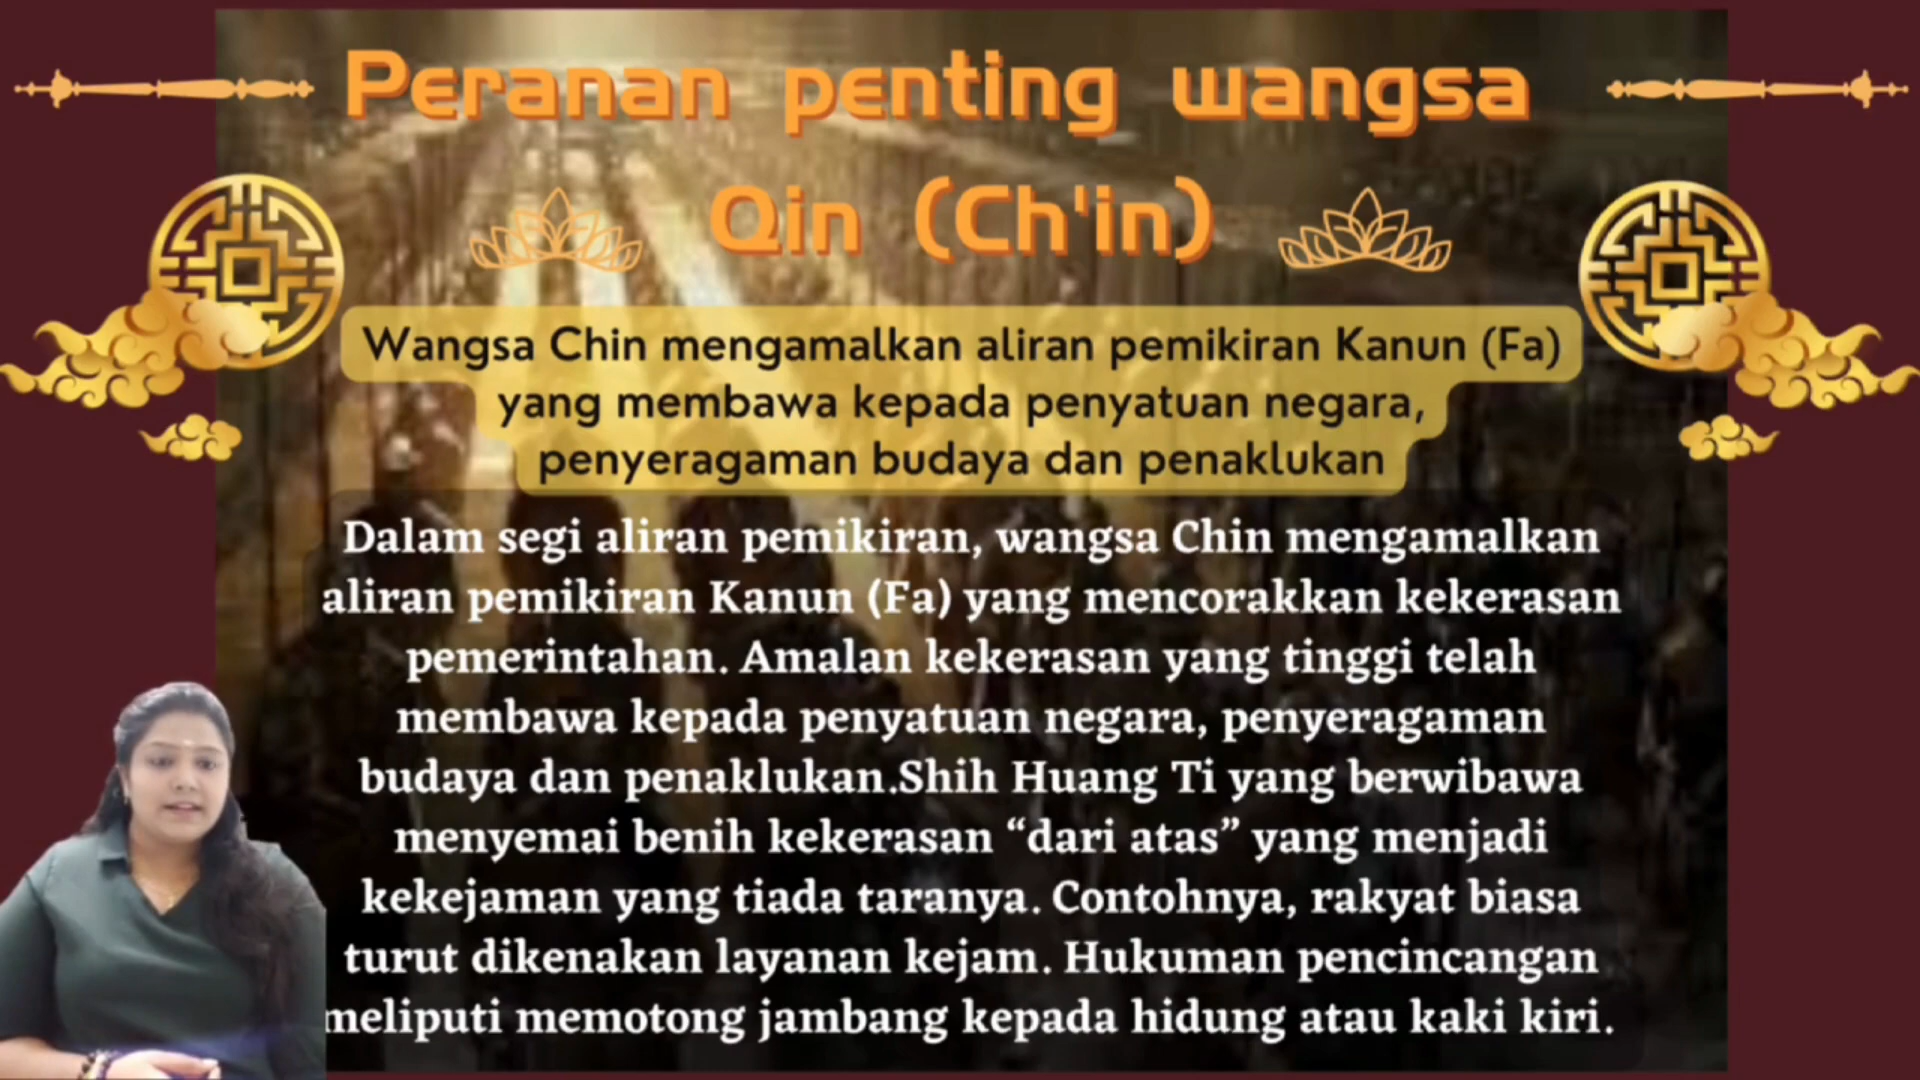 Peranan penting wangsa
Qin (Ch'in)
Wangsa Chin mengamalkan aliran pemikiran Kanun (Fa)
yang membawa kepada penyatuan negara,
penyeragaman budaya dan penaklukan
Dalam segi aliran pemikiran, wangsa Chin mengamalkan
aliran pemikiran Kanun (Fa) yang mencorakkan kekerasan
pemerintahan. Amalan kekerasan yang tinggi telah
membawa kepada penyatuan negara, penyeragaman
budaya dan penaklukan.Shih Huang Ti yang berwibawa
menyemai benih kekerasan “dari atas” yang menjadi
kekejaman yang tiada taranya. Contohnya, rakyat biasa
turut dikenakan layanan kejam. Hukuman pencincangan
meliputi memotong jambang kepada hidung atau kaki kiri.